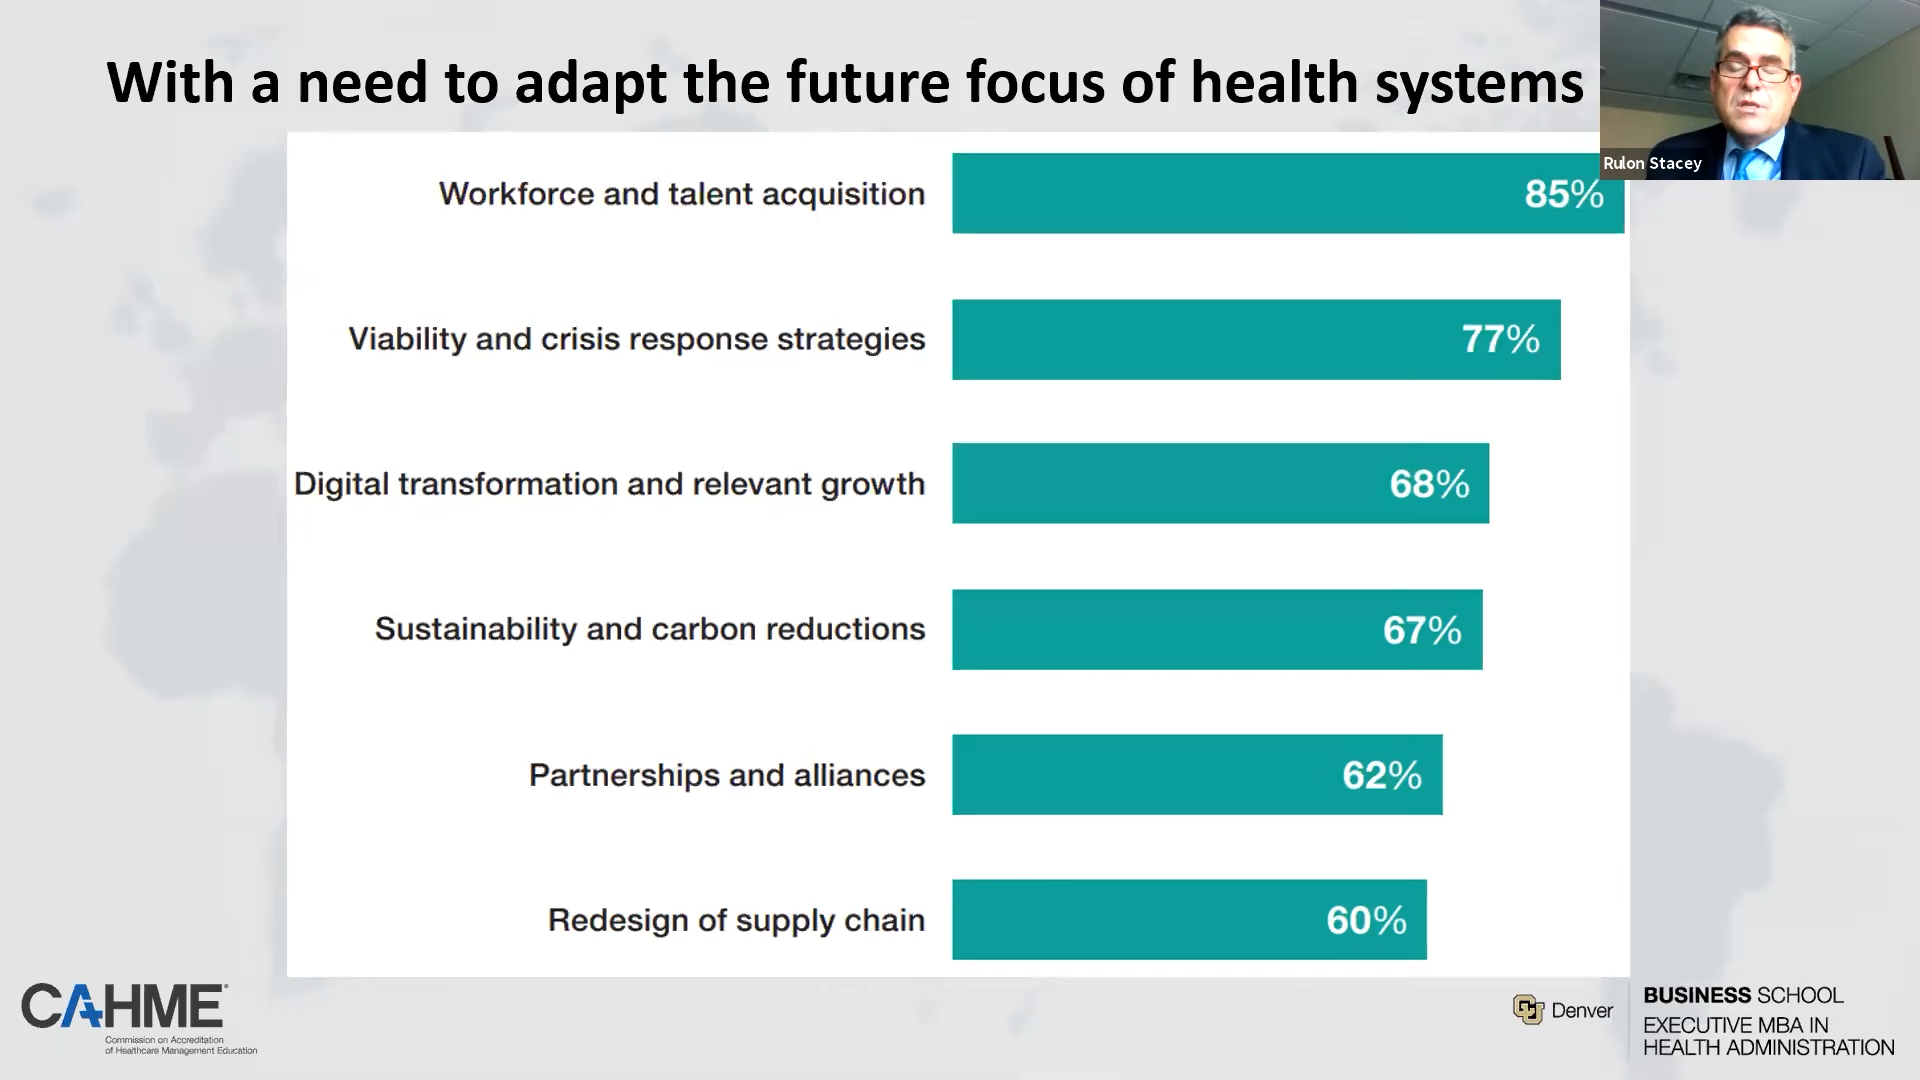 With a need to adapt the future focus of health systems
Rulon Stacey
Workforce and talent acquisition 85%
Viability and crisis response strategies 77%
Digital transformation and relevant growth 68%
Sustainability and carbon reductions 67%
Partnerships and alliances 62%
Redesign of supply chain 60%
CAHME®
Commission on Accreditation
of Healthcare Management Education
CU Denver
BUSINESS SCHOOL
EXECUTIVE MBA IN
HEALTH ADMINISTRATION